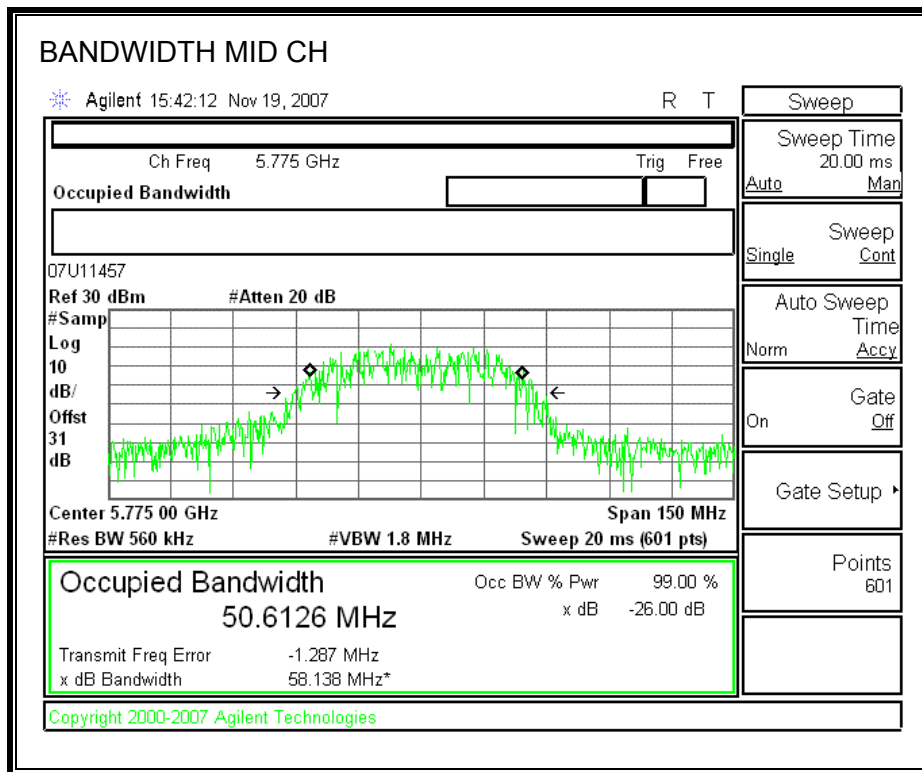 BANDWIDTH MID CH
Agilent 15:42:12 Nov 19, 2007 R T
Ch Freq 5.775 GHz Trig Free
Occupied Bandwidth
07U11457
Ref 30 dBm #Atten 20 dB
#Samp
Log
10
dB/
Offst
31
dB
Center 5.775 00 GHz Span 150 MHz
#Res BW 560 kHz #VBW 1.8 MHz Sweep 20 ms (601 pts)
Occupied Bandwidth Occ BW % Pwr 99.00 %
50.6126 MHz x dB -26.00 dB
Transmit Freq Error -1.287 MHz
x dB Bandwidth 58.138 MHz*
Copyright 2000-2007 Agilent Technologies
Sweep
Sweep Time
20.00 ms
Auto Man
Sweep
Single Cont
Auto Sweep
Time
Norm Accy
Gate
On Off
Gate Setup
Points
601